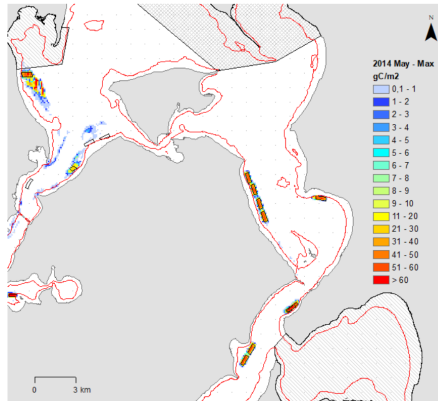 N
2014 May - Max
gC/m2
0,1 - 1
1 - 2
2 - 3
3 - 4
4 - 5
5 - 6
6 - 7
7 - 8
8 - 9
9 - 10
11 - 20
21 - 30
31 - 40
41 - 50
51 - 60
> 60
0 3 km